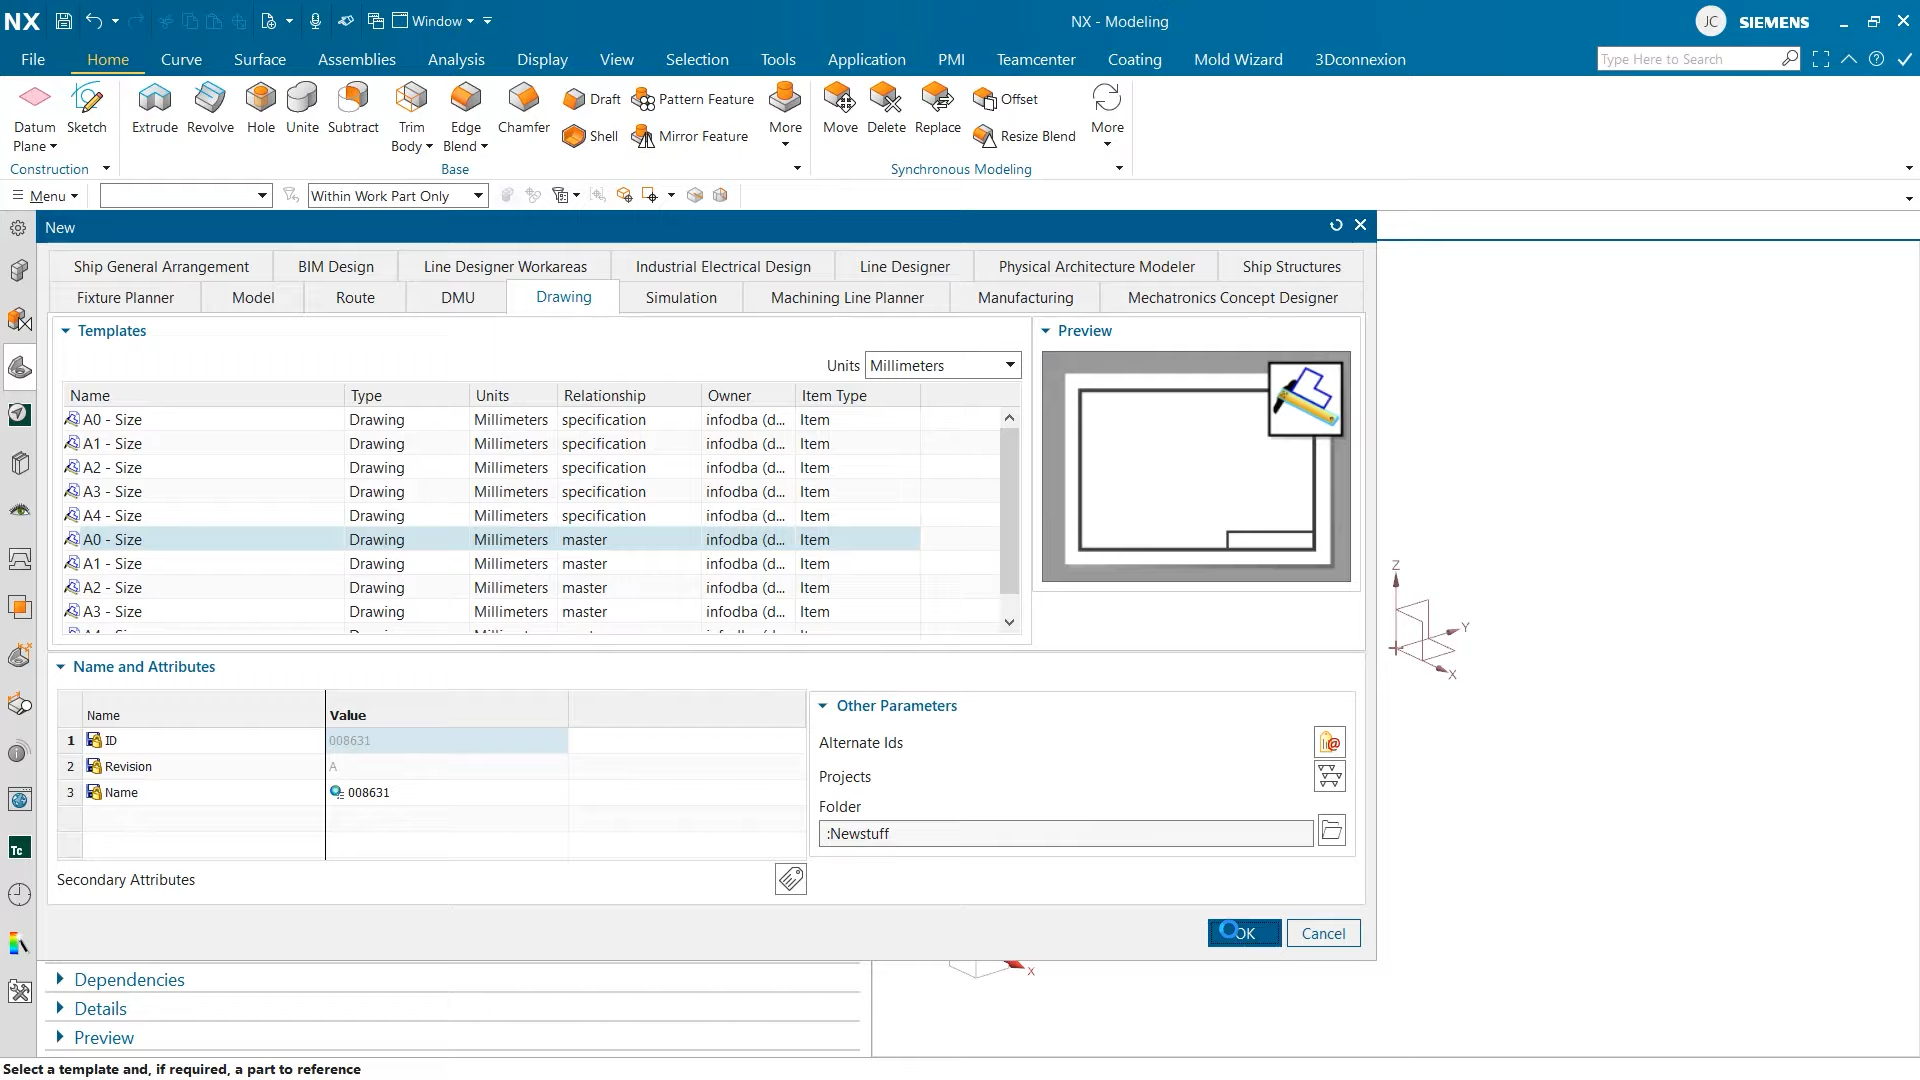 NX Window NX - Modeling JC SIEMENS
File Home Curve Surface Assemblies Analysis Display View Selection Tools Application PMI Teamcenter Coating Mold Wizard 3Dconnexion Type Here to Search
Datum Plane Sketch Extrude Revolve Hole Unite Subtract Trim Body Edge Blend Chamfer Draft Shell Pattern Feature Mirror Feature More Move Delete Replace Offset Resize Blend More
Construction Base Synchronous Modeling
Menu Within Work Part Only
New
Ship General Arrangement BIM Design Line Designer Workareas Industrial Electrical Design Line Designer Physical Architecture Modeler Ship Structures
Fixture Planner Model Route DMU Drawing Simulation Machining Line Planner Manufacturing Mechatronics Concept Designer
Templates Preview
Units Millimeters
Name Type Units Relationship Owner Item Type
A0 - Size Drawing Millimeters specification infodba (d... Item
A1 - Size Drawing Millimeters specification infodba (d... Item
A2 - Size Drawing Millimeters specification infodba (d... Item
A3 - Size Drawing Millimeters specification infodba (d... Item
A4 - Size Drawing Millimeters specification infodba (d... Item
A0 - Size Drawing Millimeters master infodba (d... Item
A1 - Size Drawing Millimeters master infodba (d... Item
A2 - Size Drawing Millimeters master infodba (d... Item
A3 - Size Drawing Millimeters master infodba (d... Item
Z
Y
X
Name and Attributes
Name Value
1 ID 008631
2 Revision A
3 Name 008631
Other Parameters
Alternate Ids
Projects
Folder
:Newstuff
Tc
Secondary Attributes
OK Cancel
X
Dependencies
Details
Preview
Select a template and, if required, a part to reference